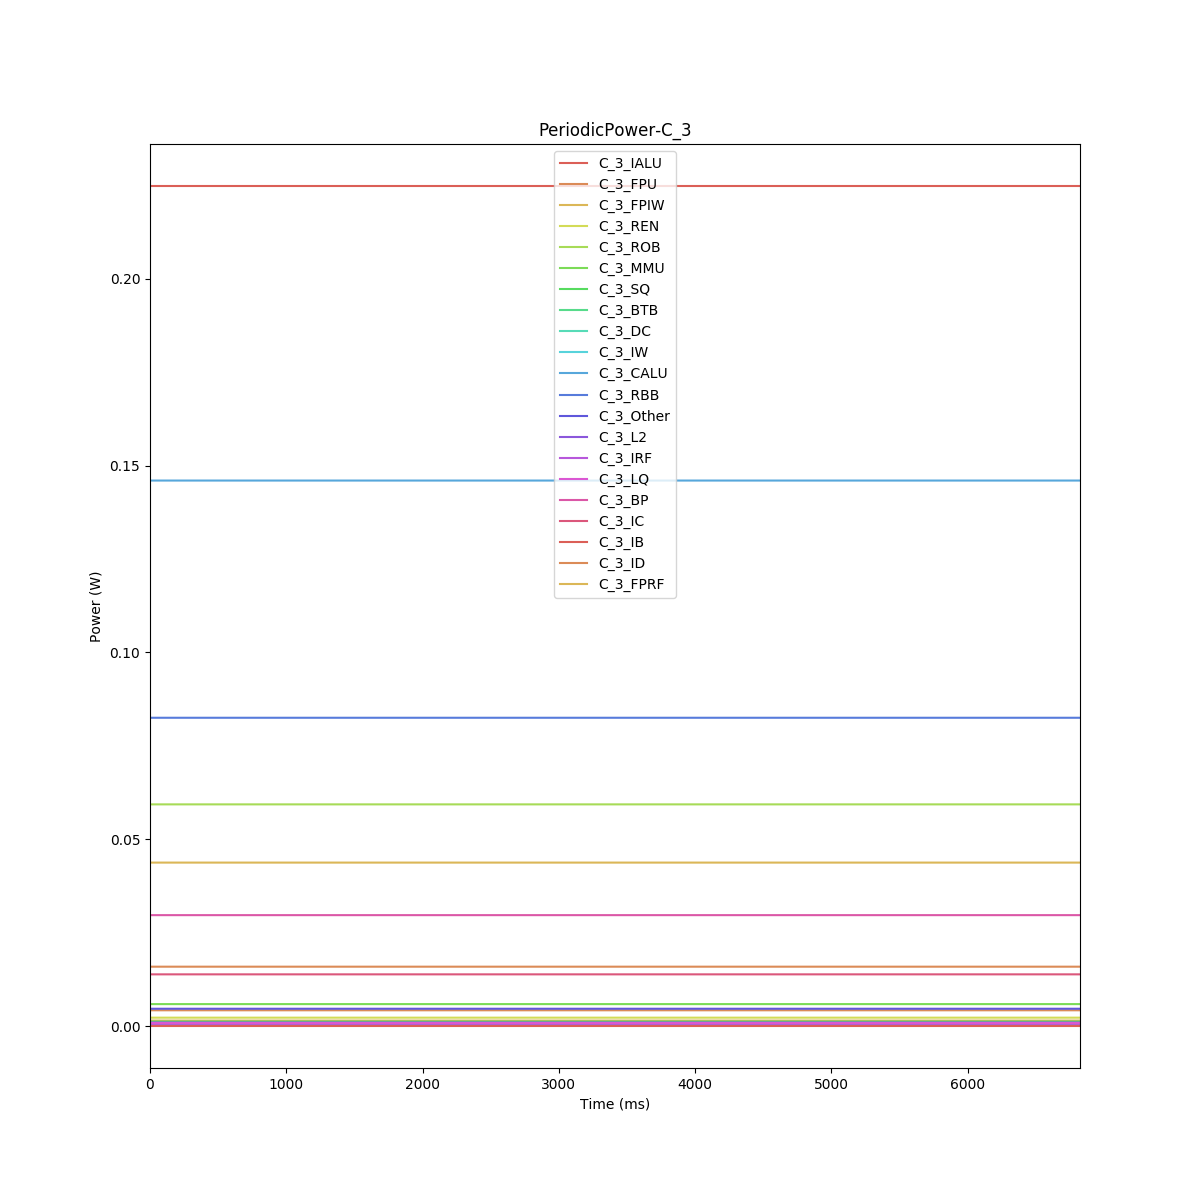 PeriodicPower-C_3
C_3_IALU
C_3_FPU
C_3_FPIW
C_3_REN
C_3_ROB
C_3_MMU
C_3_SQ
C_3_BTB
C_3_DC
C_3_IW
C_3_CALU
C_3_RBB
C_3_Other
C_3_L2
C_3_IRF
C_3_LQ
C_3_BP
C_3_IC
C_3_IB
C_3_ID
C_3_FPRF
0.20
0.15
0.10
0.05
0.00
Power (W)
0 1000 2000 3000 4000 5000 6000
Time (ms)